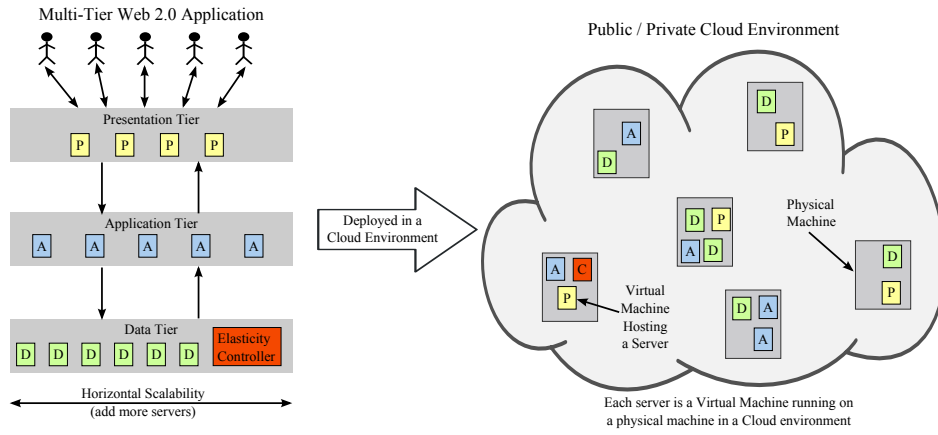 Multi-Tier Web 2.0 Application
Presentation Tier
P P P P
Application Tier
A A A A A
Data Tier
D D D D D D
Elasticity
Controller
Horizontal Scalability
(add more servers)
Deployed in a
Cloud Environment
Public / Private Cloud Environment
A
D
D
P
D P
A D
Physical
Machine
D
P
A C
P
Virtual
Machine
Hosting
a Server
D A
A
Each server is a Virtual Machine running on
a physical machine in a Cloud environment